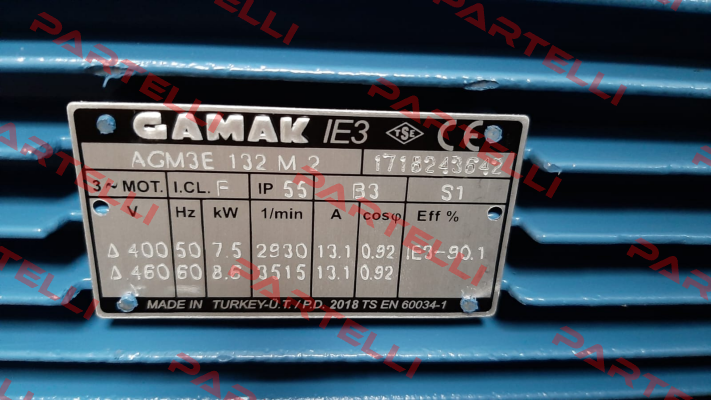 GAMAK IE3 TSE CE
AGM3E 132 M 2 1718243642
3~ MOT. I.CL. F IP 55 B3 S1
V Hz kW 1/min A cosφ Eff %
Δ 400 50 7.5 2930 13.1 0.92 IE3-90.1
Δ 460 60 8.6 3515 13.1 0.92
MADE IN TURKEY-Ü.T. / P.D. 2018 TS EN 60034-1
PARTELLI
PARTELLI
PARTELLI
PARTELLI
PARTELLI
PARTELLI